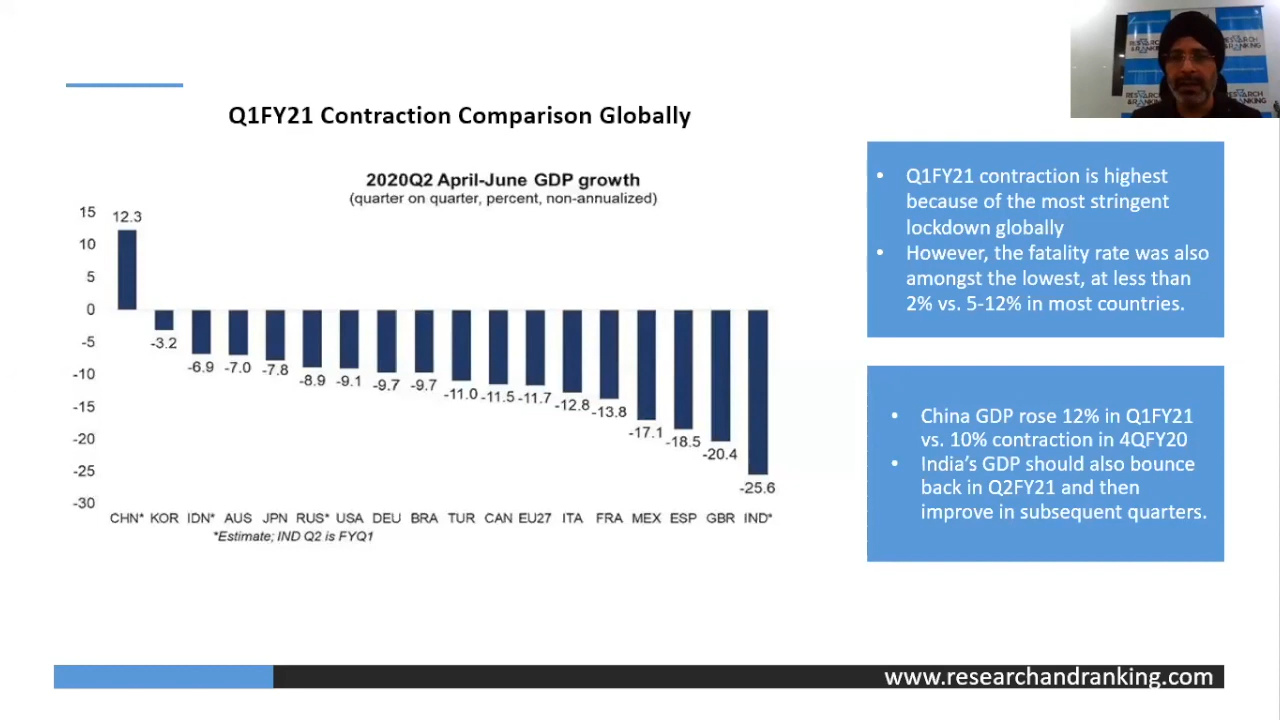 Q1FY21 Contraction Comparison Globally
2020Q2 April-June GDP growth
(quarter on quarter, percent, non-annualized)
15
10
5
0
-5
-10
-15
-20
-25
-30
12.3
-3.2
-6.9
-7.0
-7.8
-8.9
-9.1
-9.7
-9.7
-11.0
-11.5
-11.7
-12.8
-13.8
-17.1
-18.5
-20.4
-25.6
CHN* KOR IDN* AUS JPN RUS* USA DEU BRA TUR CAN EU27 ITA FRA MEX ESP GBR IND*
*Estimate; IND Q2 is FYQ1
• Q1FY21 contraction is highest
because of the most stringent
lockdown globally
• However, the fatality rate was also
amongst the lowest, at less than
2% vs. 5-12% in most countries.
• China GDP rose 12% in Q1FY21
vs. 10% contraction in 4QFY20
• India's GDP should also bounce
back in Q2FY21 and then
improve in subsequent quarters.
www.researchandranking.com